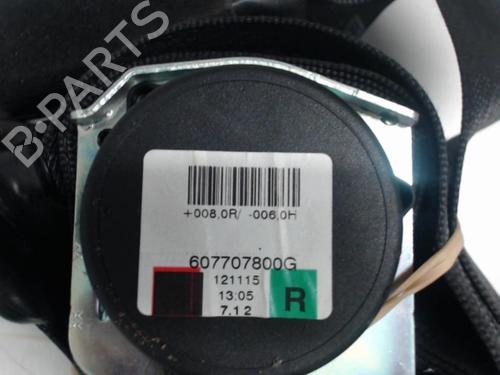 B-PARTS
+008,0R/ -006,0H
607707800G
121115
13:05
7.12
R